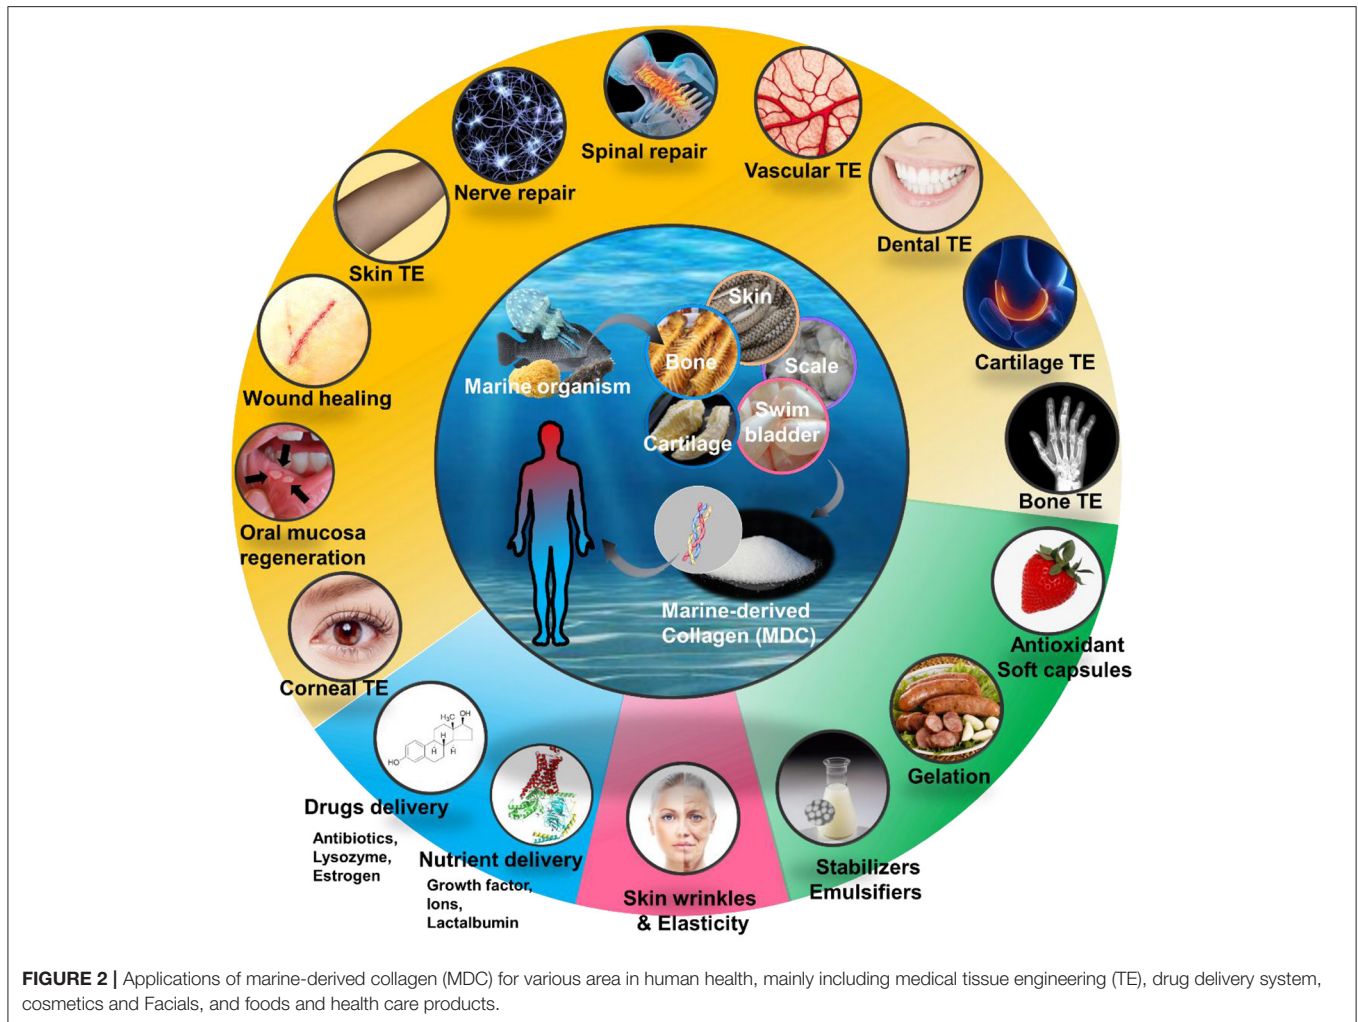 Spinal repair
Vascular TE
Nerve repair
Dental TE
Skin TE
Cartilage TE
Wound healing
Bone TE
Oral mucosa
regeneration
Corneal TE
Skin
Bone
Scale
Marine organism
Swim
bladder
Cartilage
Marine-derived
Collagen (MDC)
Antioxidant
Soft capsules
Gelation
Stabilizers
Emulsifiers
Skin wrinkles
& Elasticity
H₃C
OH
H
H
H
HO
Drugs delivery
Antibiotics,
Lysozyme,
Estrogen
Nutrient delivery
Growth factor,
Ions,
Lactalbumin
FIGURE 2 | Applications of marine-derived collagen (MDC) for various area in human health, mainly including medical tissue engineering (TE), drug delivery system,
cosmetics and Facials, and foods and health care products.